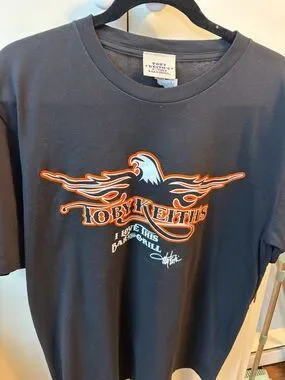 TOBY KEITH'S
I LOVE THIS
BAR & GRILL